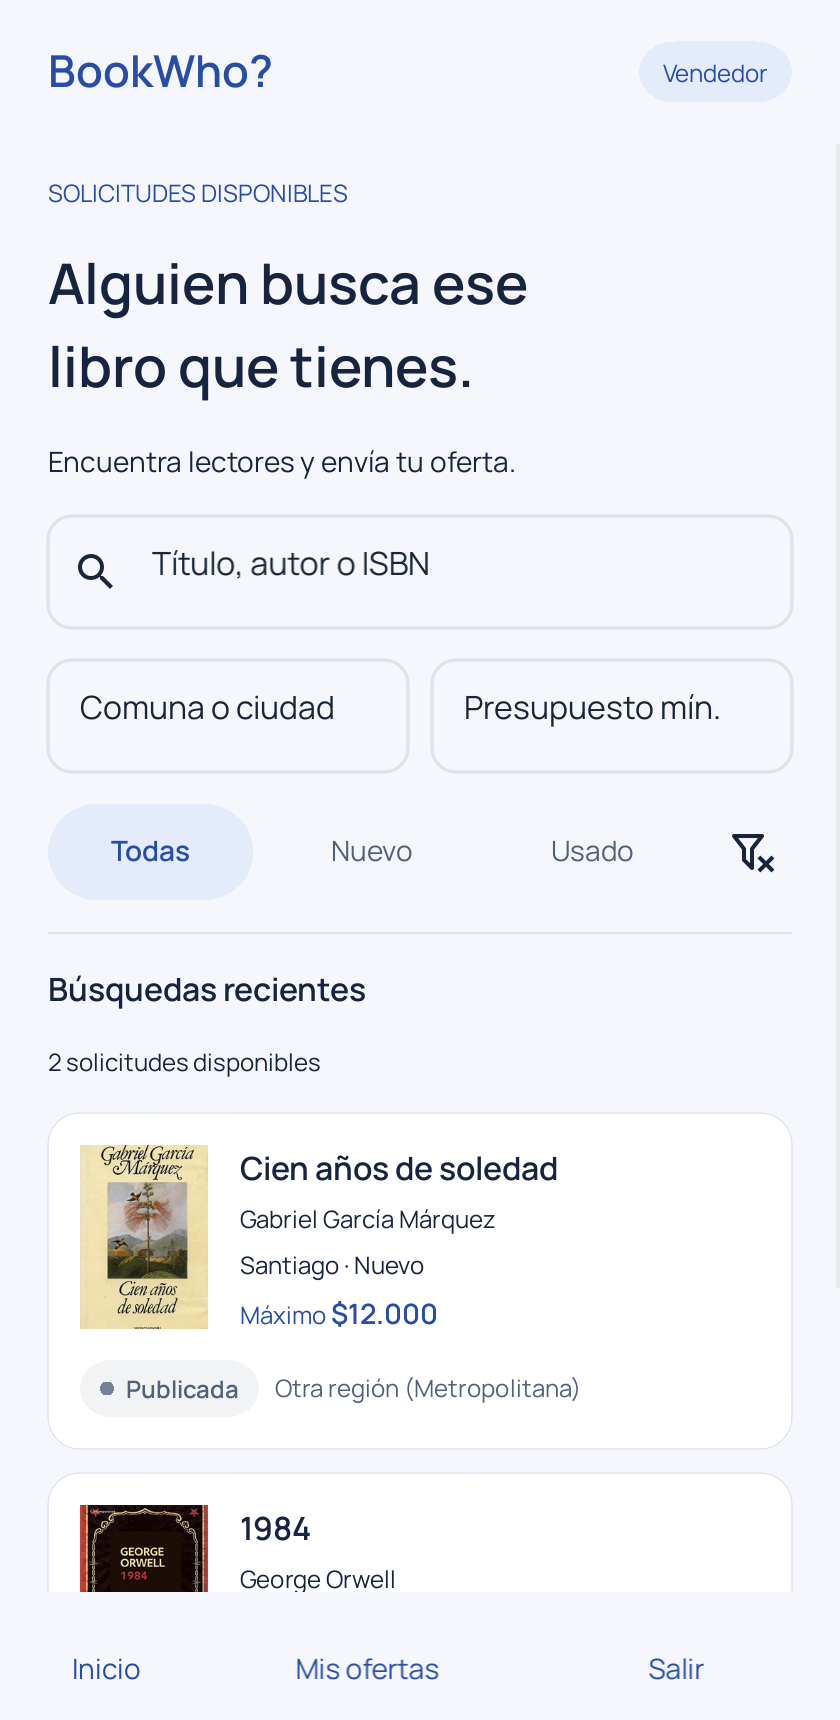 BookWho?
Vendedor
SOLICITUDES DISPONIBLES
Alguien busca ese
libro que tienes.
Encuentra lectores y envía tu oferta.
Título, autor o ISBN
Comuna o ciudad
Presupuesto mín.
Todas
Nuevo
Usado
Búsquedas recientes
2 solicitudes disponibles
Gabriel García
Márquez
Cien años
de soledad
Cien años de soledad
Gabriel García Márquez
Santiago · Nuevo
Máximo $12.000
Publicada
Otra región (Metropolitana)
GEORGE
ORWELL
1984
1984
George Orwell
Inicio
Mis ofertas
Salir